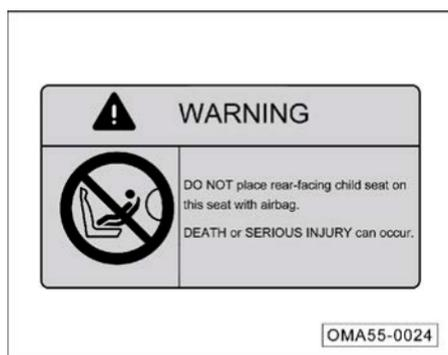 WARNING
DO NOT place rear-facing child seat on
this seat with airbag.
DEATH or SERIOUS INJURY can occur.
OMA55-0024